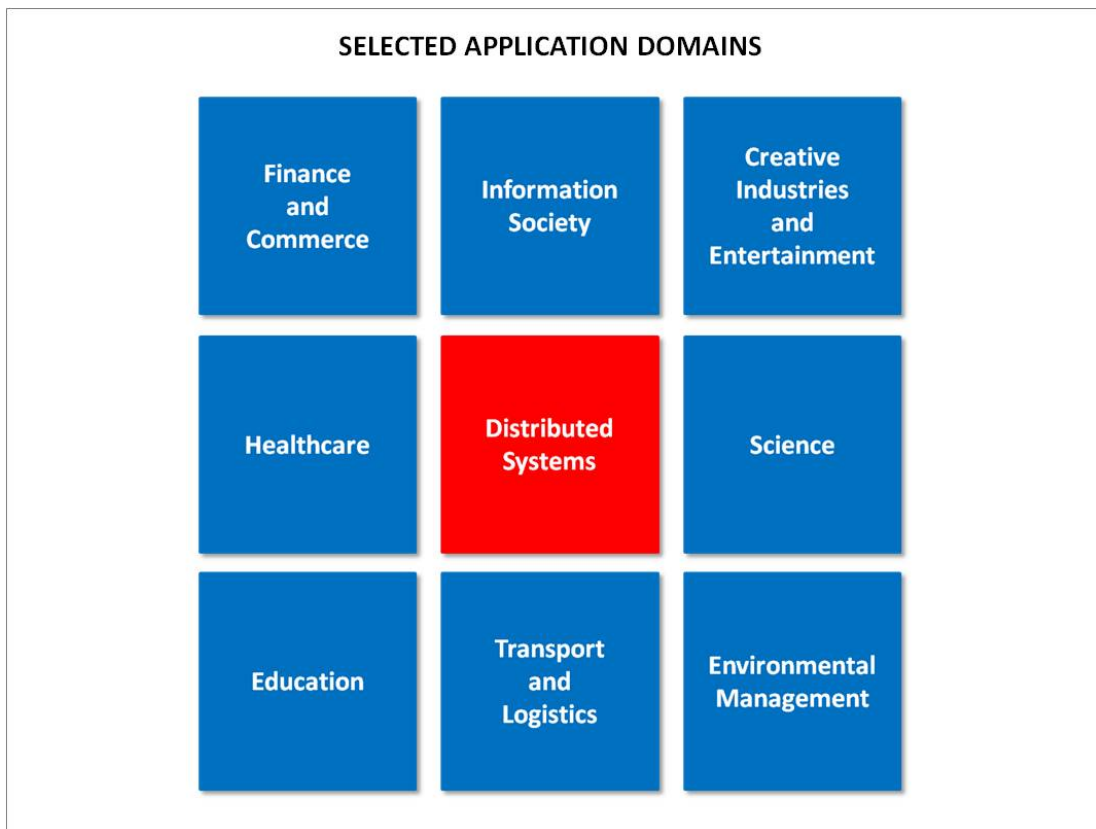 SELECTED APPLICATION DOMAINS
Finance
and
Commerce
Information
Society
Creative
Industries
and
Entertainment
Healthcare
Distributed
Systems
Science
Education
Transport
and
Logistics
Environmental
Management